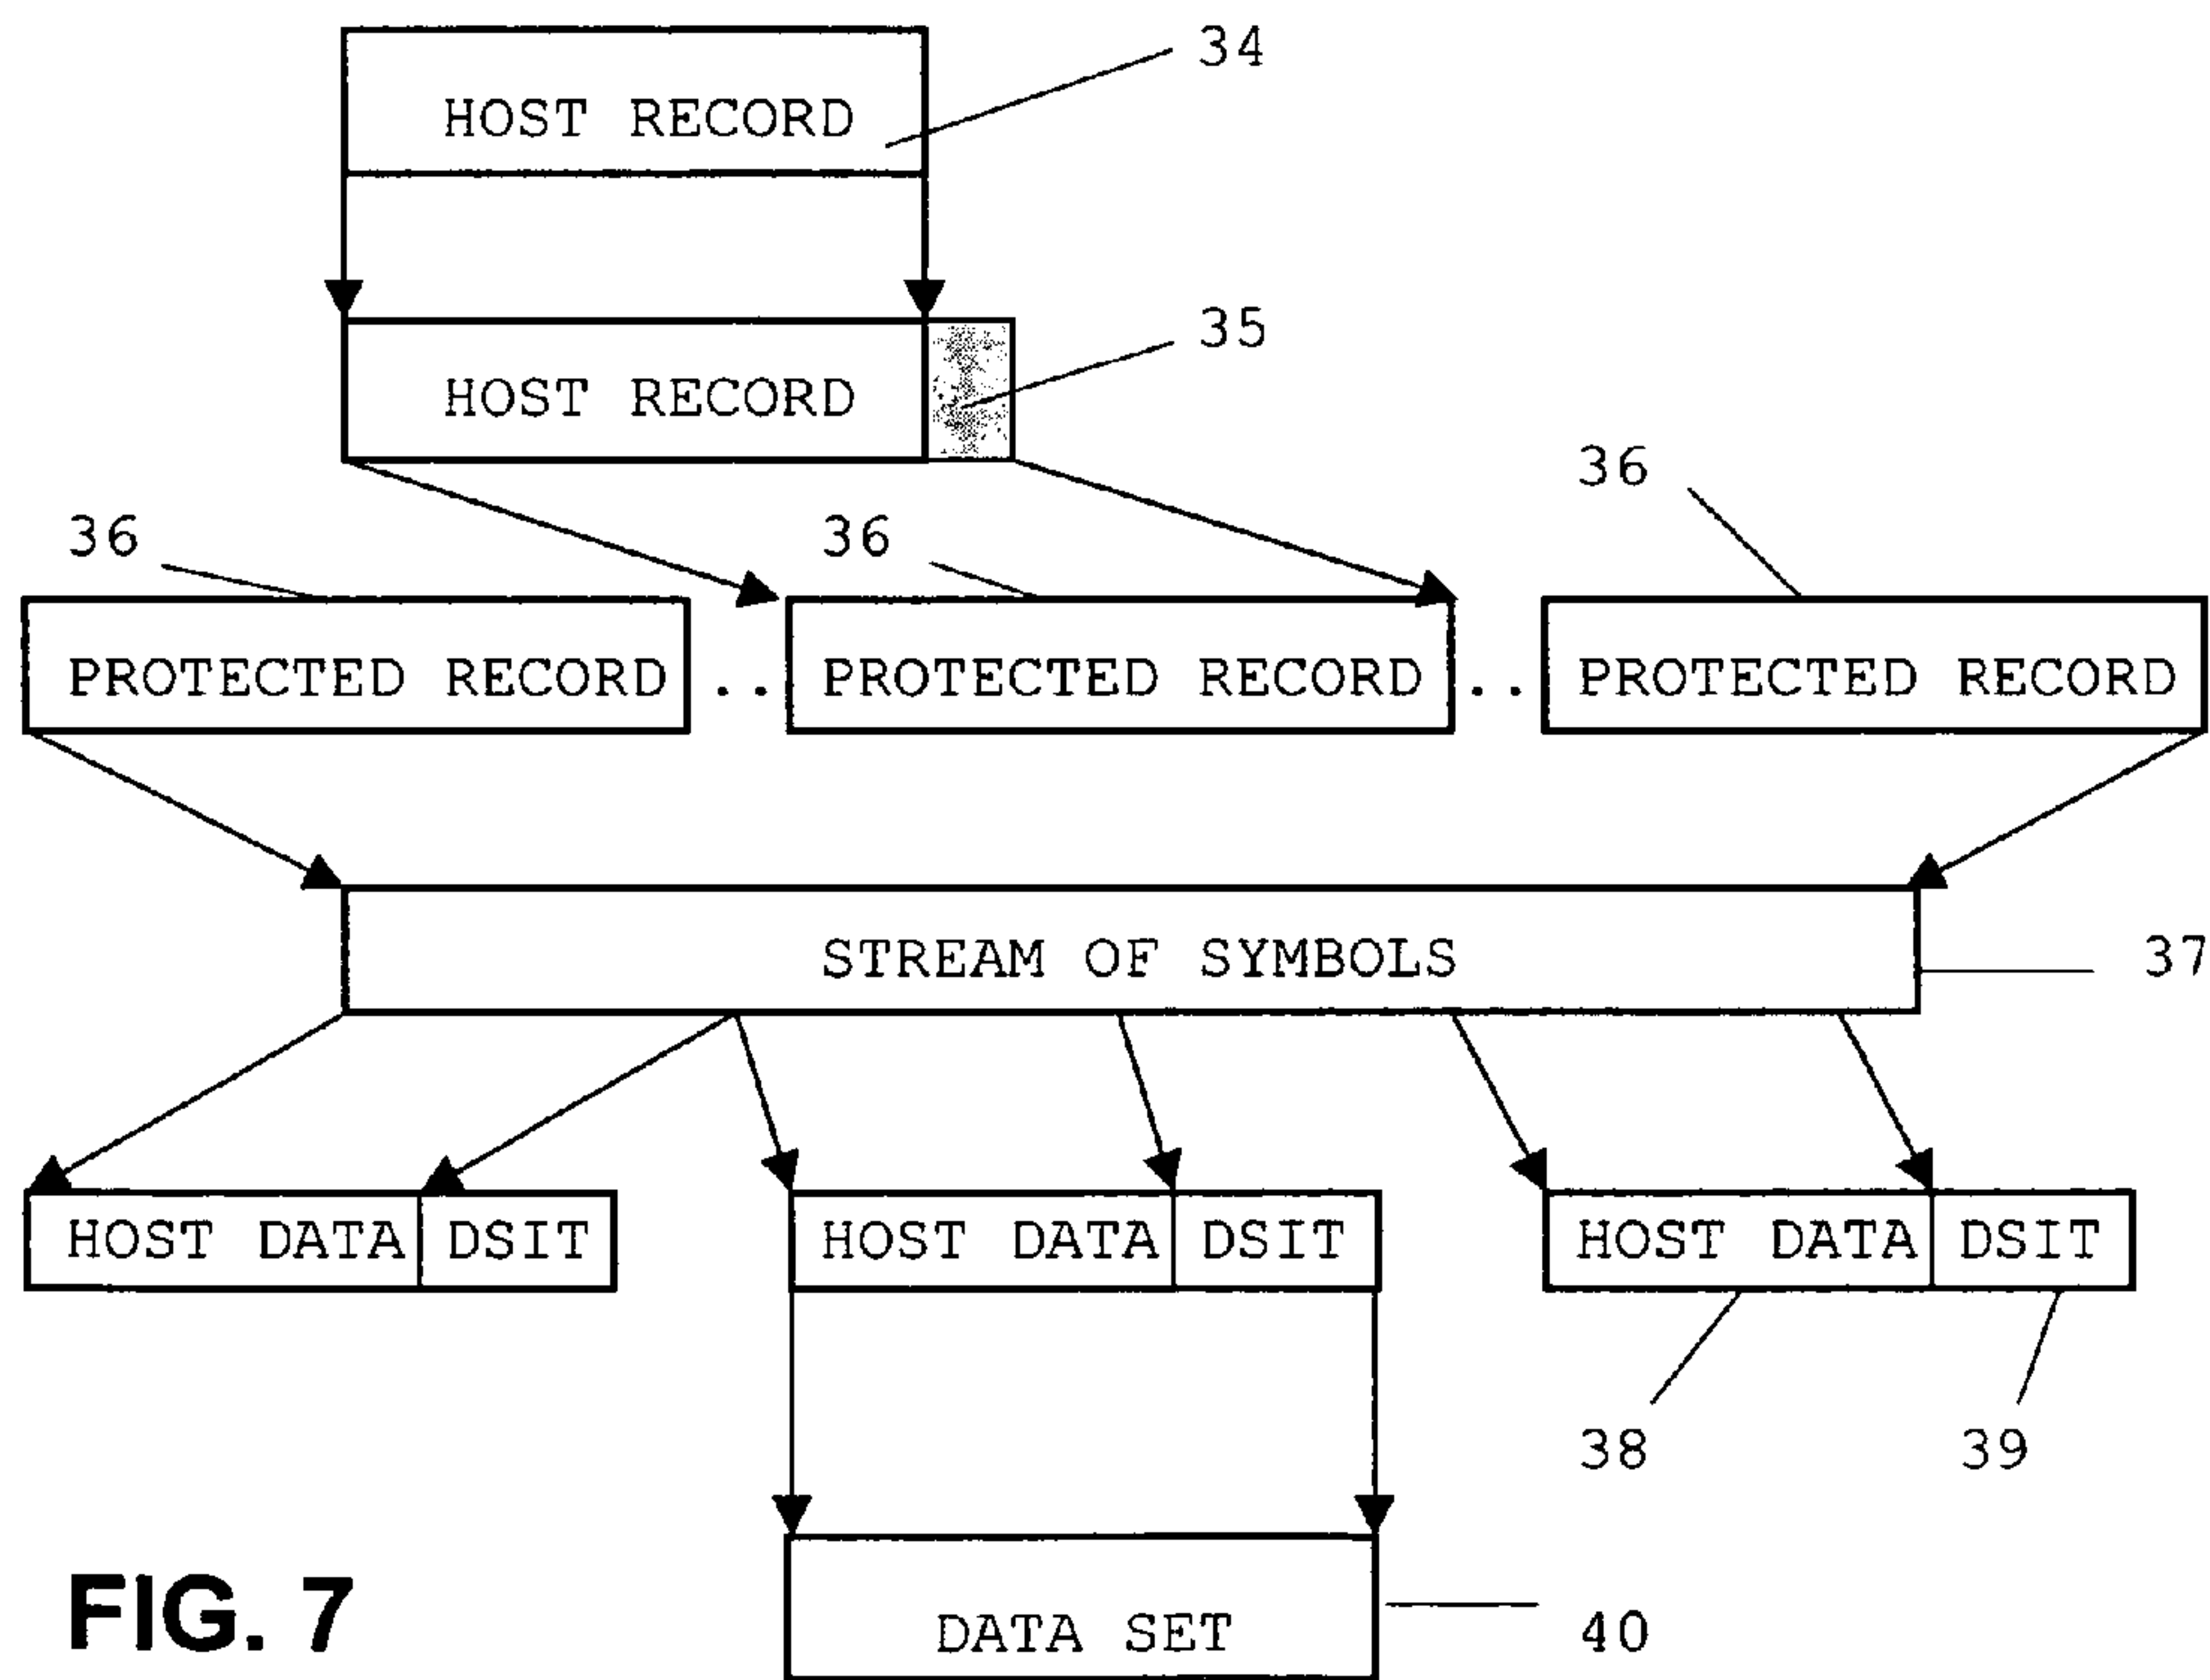 34
HOST RECORD
35
HOST RECORD
36
36 36
PROTECTED RECORD .. PROTECTED RECORD .. PROTECTED RECORD
STREAM OF SYMBOLS 37
HOST DATA DSIT HOST DATA DSIT HOST DATA DSIT
38 39
FIG. 7
DATA SET 40